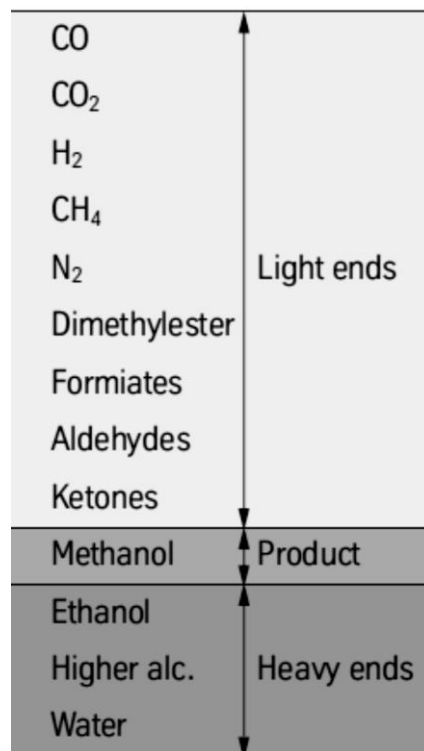 CO
CO₂
H₂
CH₄
N₂ Light ends
Dimethylester
Formiates
Aldehydes
Ketones
Methanol Product
Ethanol
Higher alc. Heavy ends
Water